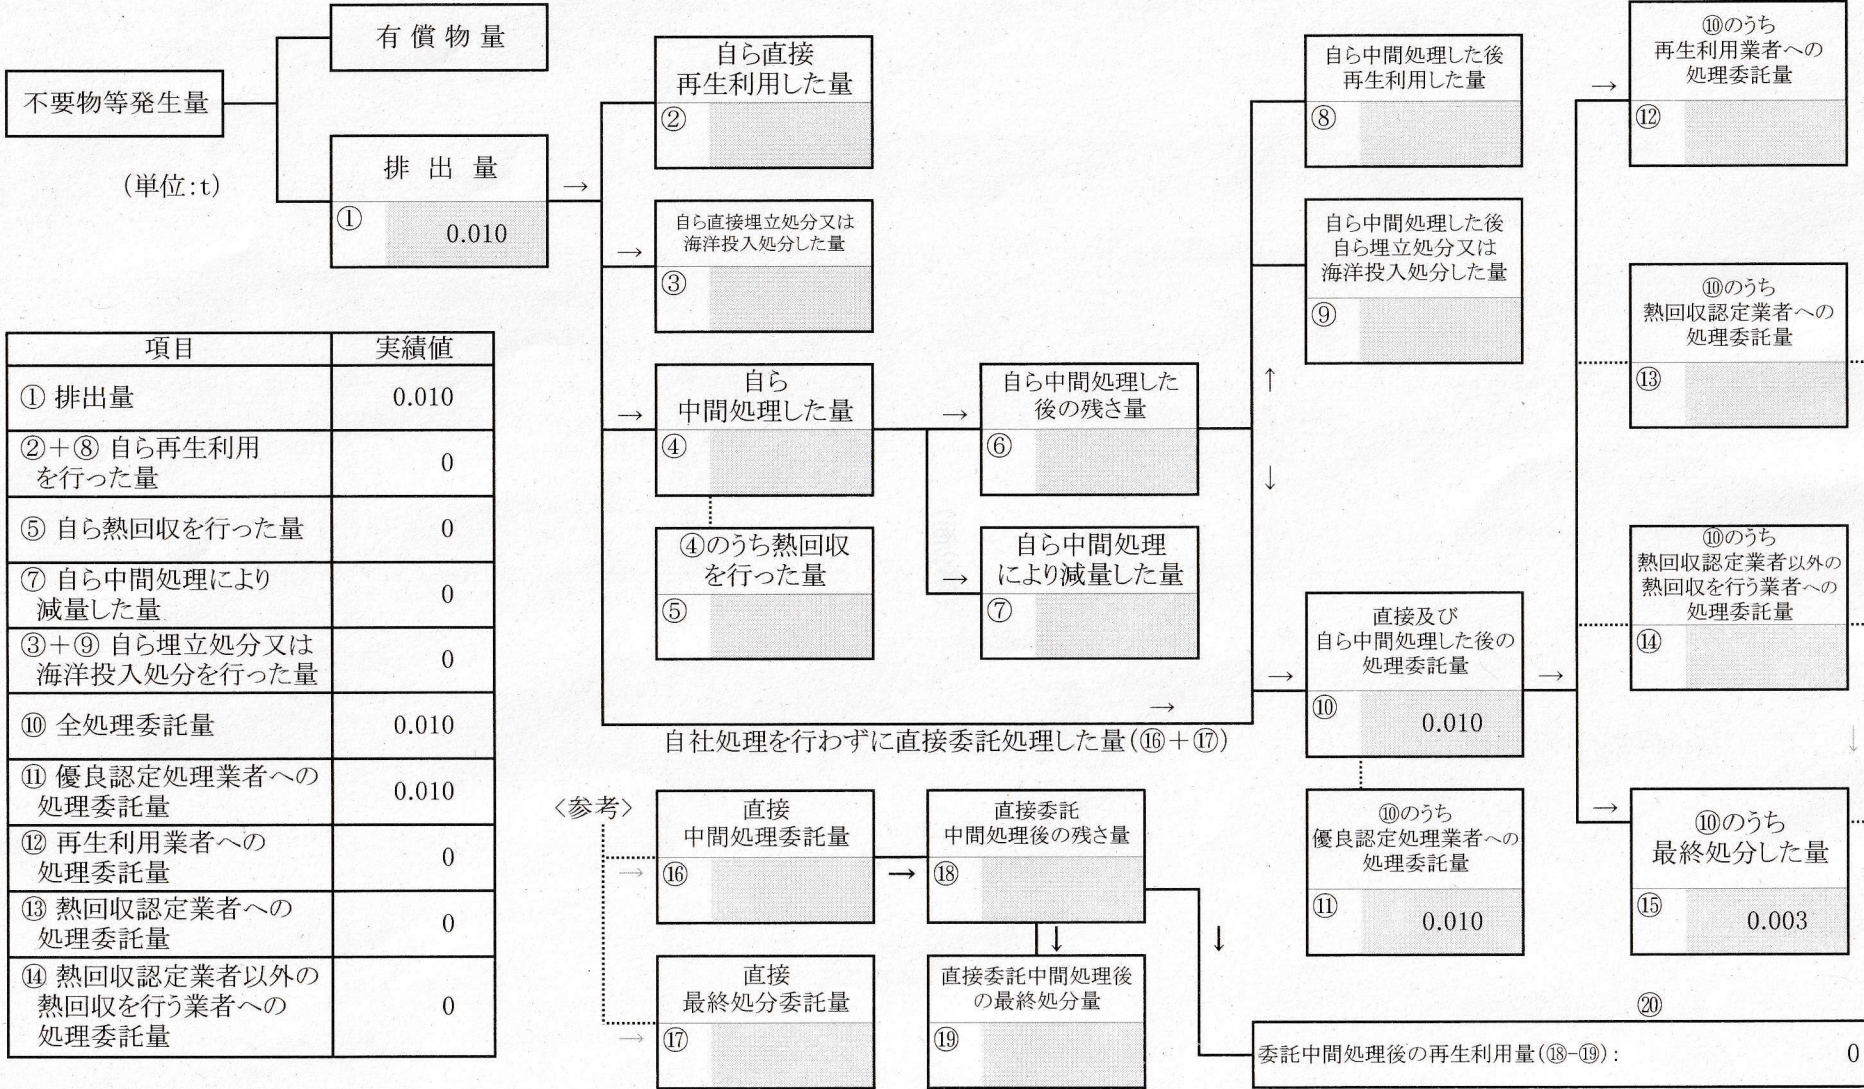 不要物等発生量
(単位:t)
有償物量
排出量
①
0.010
→
自ら直接
再生利用した量
②
→
自ら直接埋立処分又は
海洋投入処分した量
③
→
自ら
中間処理した量
④
④のうち熱回収
を行った量
⑤
→
自ら中間処理した
後の残さ量
⑥
→
自ら中間処理
により減量した量
⑦
↑
↓
自ら中間処理した後
再生利用した量
⑧
自ら中間処理した後
自ら埋立処分又は
海洋投入処分した量
⑨
→
自社処理を行わずに直接委託処理した量(⑯+⑰)
→
直接及び
自ら中間処理した後の
処理委託量
⑩
0.010
⑩のうち
優良認定処理業者への
処理委託量
⑪
0.010
→
→
⑩のうち
再生利用業者への
処理委託量
⑫
⑩のうち
熱回収認定業者への
処理委託量
⑬
⑩のうち
熱回収認定業者以外の
熱回収を行う業者への
処理委託量
⑭
↓
→
⑩のうち
最終処分した量
⑮
0.003
項目 実績値
① 排出量 0.010
②+⑧ 自ら再生利用
を行った量 0
⑤ 自ら熱回収を行った量 0
⑦ 自ら中間処理により
減量した量 0
③+⑨ 自ら埋立処分又は
海洋投入処分を行った量 0
⑩ 全処理委託量 0.010
⑪ 優良認定処理業者への
処理委託量 0.010
⑫ 再生利用業者への
処理委託量 0
⑬ 熱回収認定業者への
処理委託量 0
⑭ 熱回収認定業者以外の
熱回収を行う業者への
処理委託量 0
〈参考〉
→
直接
中間処理委託量
⑯
→
直接
最終処分委託量
⑰
→
直接委託
中間処理後の残さ量
⑱
↓
直接委託中間処理後
の最終処分量
⑲
↓
⑳
委託中間処理後の再生利用量(⑱-⑲): 0